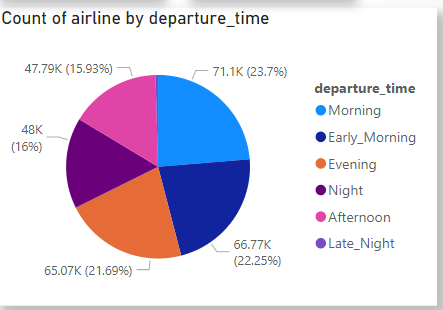 Count of airline by departure_time
47.79K (15.93%)
71.1K (23.7%)
48K
(16%)
66.77K
(22.25%)
65.07K (21.69%)
departure_time
Morning
Early_Morning
Evening
Night
Afternoon
Late_Night